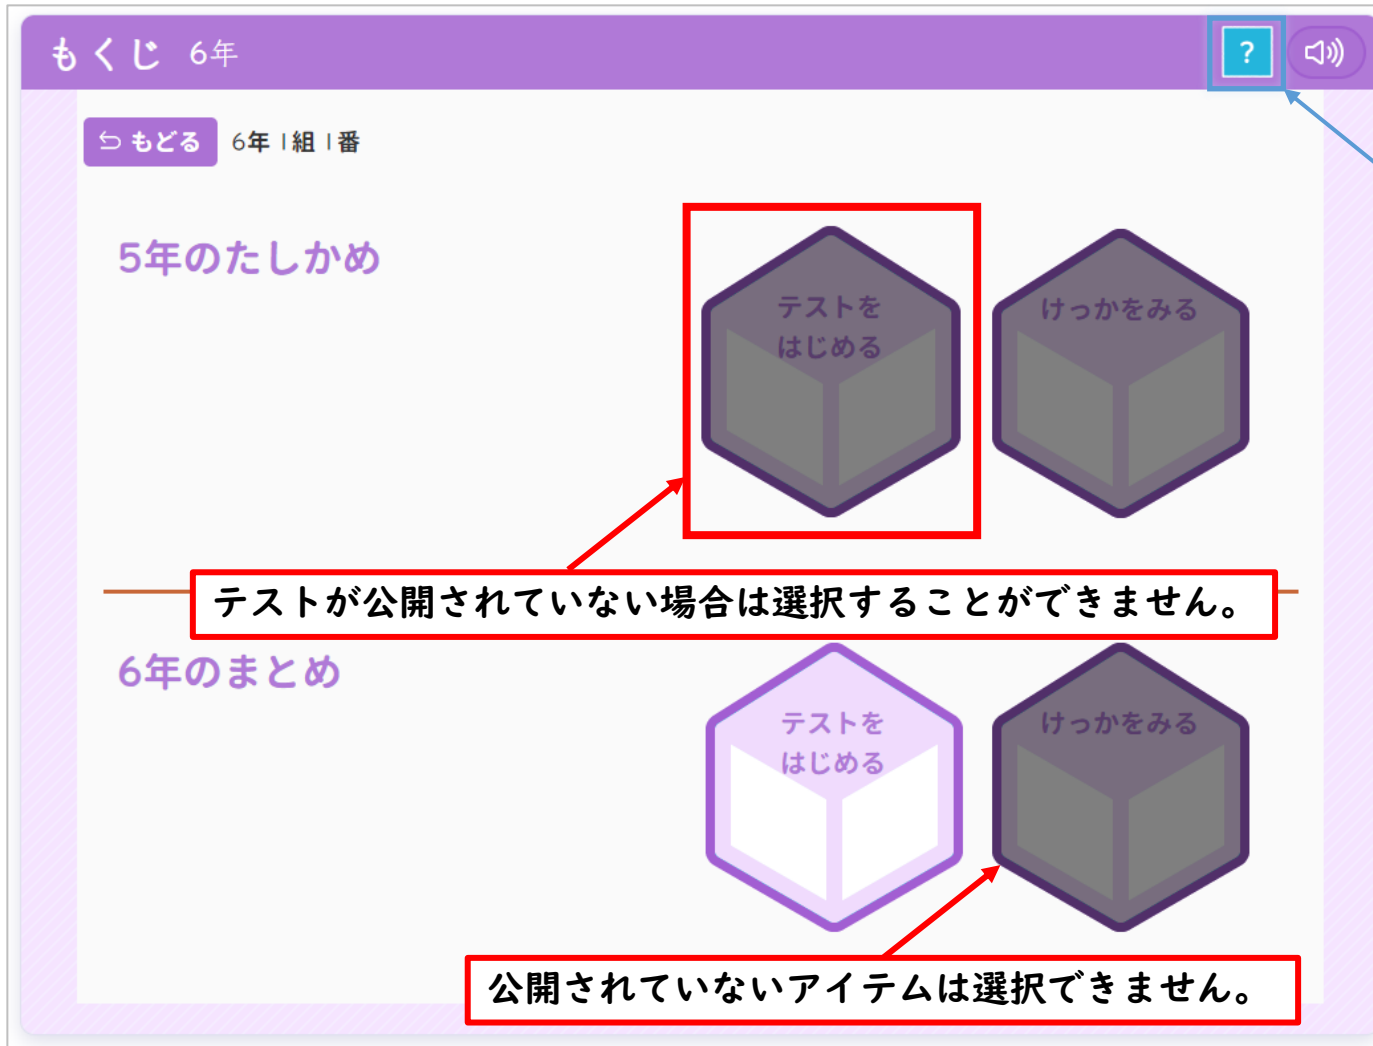 もくじ 6年 ?
もどる 6年 1組 1番
5年のたしかめ
テストを
はじめる
けっかをみる
テストが公開されていない場合は選択することができません。
6年のまとめ
テストを
はじめる
けっかをみる
公開されていないアイテムは選択できません。